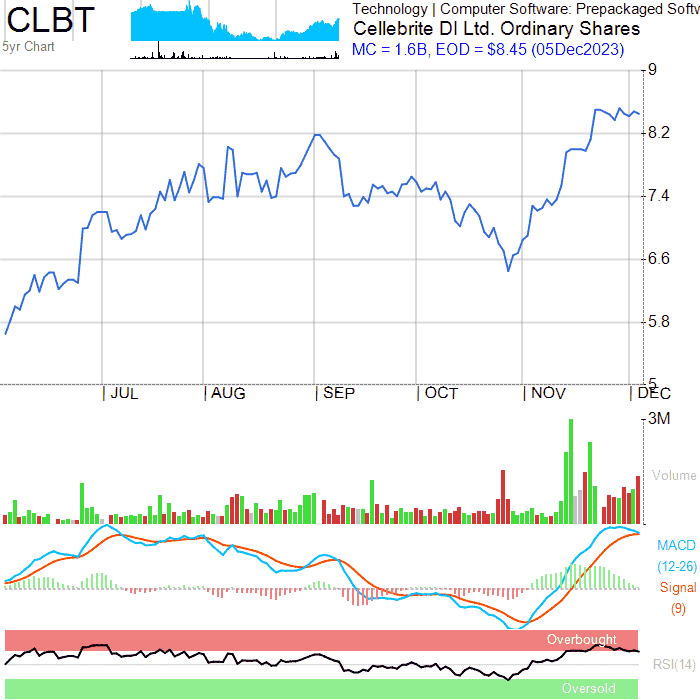 CLBT
5yr Chart
Technology | Computer Software: Prepackaged Softw
Cellebrite DI Ltd. Ordinary Shares
MC = 1.6B, EOD = $8.45 (05Dec2023)
9
8.2
7.4
6.6
5.8
5
| JUL | AUG | SEP | OCT | NOV | DEC
3M
Volume
MACD
(12-26)
Signal
(9)
Overbought
RSI(14)
Oversold